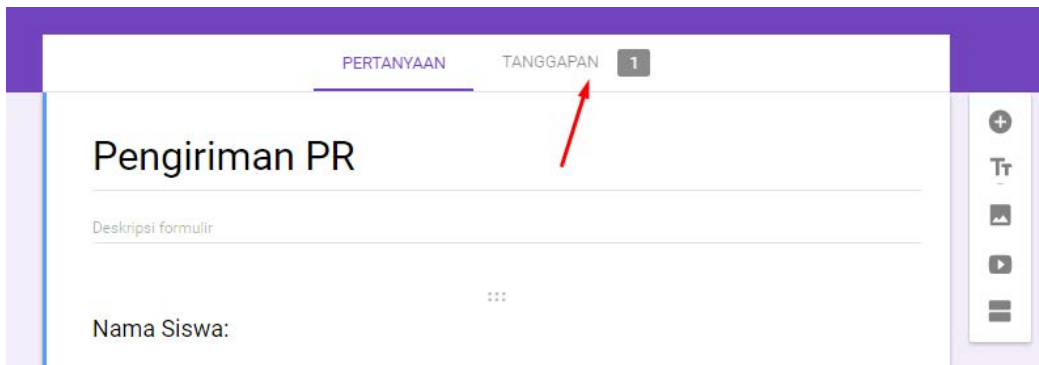 PERTANYAAN TANGGAPAN 1
Pengiriman PR
Deskripsi formulir
Nama Siswa: